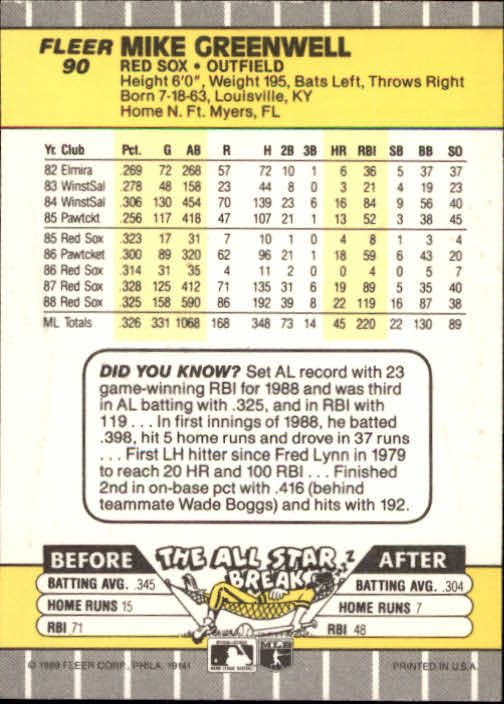 FLEER MIKE GREENWELL
90 RED SOX • OUTFIELD
Height 6'0", Weight 195, Bats Left, Throws Right
Born 7-18-63, Louisville, KY
Home N. Ft. Myers, FL
Yr. Club Pct. G AB R H 2B 3B HR RBI SB BB SO
82 Elmira .269 72 268 57 72 10 1 6 36 5 37 37
83 WinstSal .278 48 158 23 44 8 0 3 21 4 19 23
84 WinstSal .306 130 454 70 139 23 6 16 84 9 56 40
85 Pawtckt .256 117 418 47 107 21 1 13 52 3 38 45
85 Red Sox .323 17 31 7 10 1 0 4 8 1 3 4
86 Pawtcket .300 89 320 62 96 21 1 18 59 6 43 20
86 Red Sox .314 31 35 4 11 2 0 0 4 0 5 7
87 Red Sox .328 125 412 71 135 31 6 19 89 5 35 40
88 Red Sox .325 158 590 86 192 39 8 22 119 16 87 38
ML Totals .326 331 1068 168 348 73 14 45 220 22 130 89
DID YOU KNOW? Set AL record with 23
game-winning RBI for 1988 and was third
in AL batting with .325, and in RBI with
119 . . . In first innings of 1988, he batted
.398, hit 5 home runs and drove in 37 runs
. . . First LH hitter since Fred Lynn in 1979
to reach 20 HR and 100 RBI . . . Finished
2nd in on-base pct with .416 (behind
teammate Wade Boggs) and hits with 192.
BEFORE THE ALL STAR BREAK AFTER
BATTING AVG. .345 BATTING AVG. .304
HOME RUNS 15 HOME RUNS 7
RBI 71 RBI 48
© 1989 FLEER CORP., PHILA. 19141 PRINTED IN U.S.A.